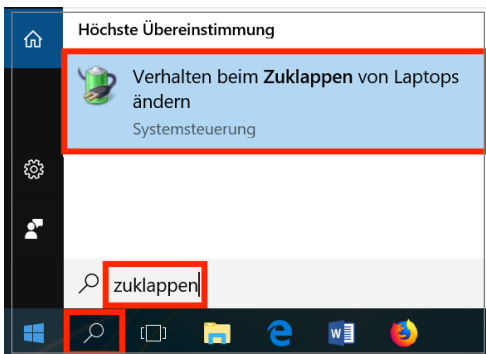 Höchste Übereinstimmung
Verhalten beim Zuklappen von Laptops
ändern
Systemsteuerung
zuklappen